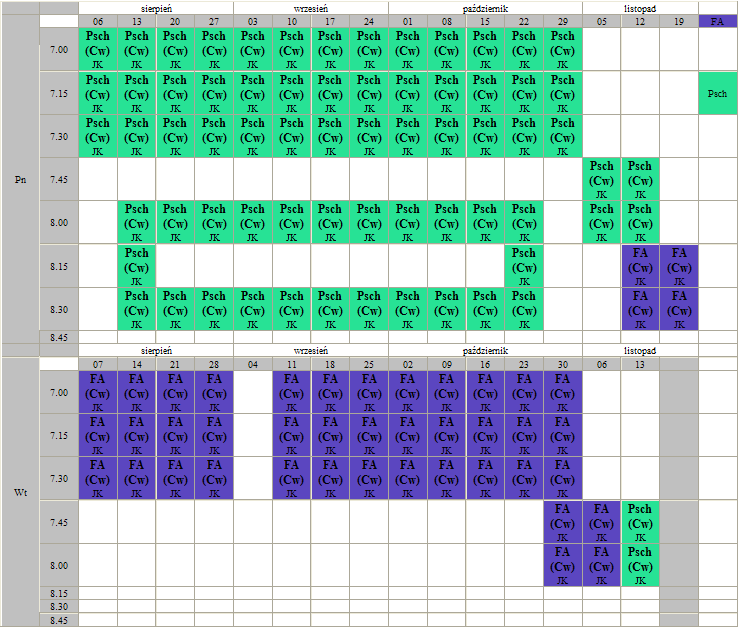 sierpień wrzesień październik listopad
06 13 20 27 03 10 17 24 01 08 15 22 29 05 12 19 FA
Psch Psch Psch Psch Psch Psch Psch Psch Psch Psch Psch Psch Psch
7.00 (Cw) (Cw) (Cw) (Cw) (Cw) (Cw) (Cw) (Cw) (Cw) (Cw) (Cw) (Cw) (Cw)
JK JK JK JK JK JK JK JK JK JK JK JK JK
Psch Psch Psch Psch Psch Psch Psch Psch Psch Psch Psch Psch Psch
7.15 (Cw) (Cw) (Cw) (Cw) (Cw) (Cw) (Cw) (Cw) (Cw) (Cw) (Cw) (Cw) (Cw) Psch
JK JK JK JK JK JK JK JK JK JK JK JK JK
Psch Psch Psch Psch Psch Psch Psch Psch Psch Psch Psch Psch Psch
7.30 (Cw) (Cw) (Cw) (Cw) (Cw) (Cw) (Cw) (Cw) (Cw) (Cw) (Cw) (Cw) (Cw)
JK JK JK JK JK JK JK JK JK JK JK JK JK
Psch Psch
Pn 7.45 (Cw) (Cw)
JK JK
Psch Psch Psch Psch Psch Psch Psch Psch Psch Psch Psch Psch Psch
8.00 (Cw) (Cw) (Cw) (Cw) (Cw) (Cw) (Cw) (Cw) (Cw) (Cw) (Cw) (Cw) (Cw)
JK JK JK JK JK JK JK JK JK JK JK JK JK
Psch Psch FA FA
8.15 (Cw) (Cw) (Cw) (Cw)
JK JK JK JK
Psch Psch Psch Psch Psch Psch Psch Psch Psch Psch Psch FA FA
8.30 (Cw) (Cw) (Cw) (Cw) (Cw) (Cw) (Cw) (Cw) (Cw) (Cw) (Cw) (Cw) (Cw)
JK JK JK JK JK JK JK JK JK JK JK JK JK
8.45
sierpień wrzesień październik listopad
07 14 21 28 04 11 18 25 02 09 16 23 30 06 13
FA FA FA FA FA FA FA FA FA FA FA FA
7.00 (Cw) (Cw) (Cw) (Cw) (Cw) (Cw) (Cw) (Cw) (Cw) (Cw) (Cw) (Cw)
JK JK JK JK JK JK JK JK JK JK JK JK
FA FA FA FA FA FA FA FA FA FA FA FA
7.15 (Cw) (Cw) (Cw) (Cw) (Cw) (Cw) (Cw) (Cw) (Cw) (Cw) (Cw) (Cw)
JK JK JK JK JK JK JK JK JK JK JK JK
FA FA FA FA FA FA FA FA FA FA FA FA
7.30 (Cw) (Cw) (Cw) (Cw) (Cw) (Cw) (Cw) (Cw) (Cw) (Cw) (Cw) (Cw)
JK JK JK JK JK JK JK JK JK JK JK JK
Wt
FA FA Psch
7.45 (Cw) (Cw) (Cw)
JK JK JK
FA FA Psch
8.00 (Cw) (Cw) (Cw)
JK JK JK
8.15
8.30
8.45